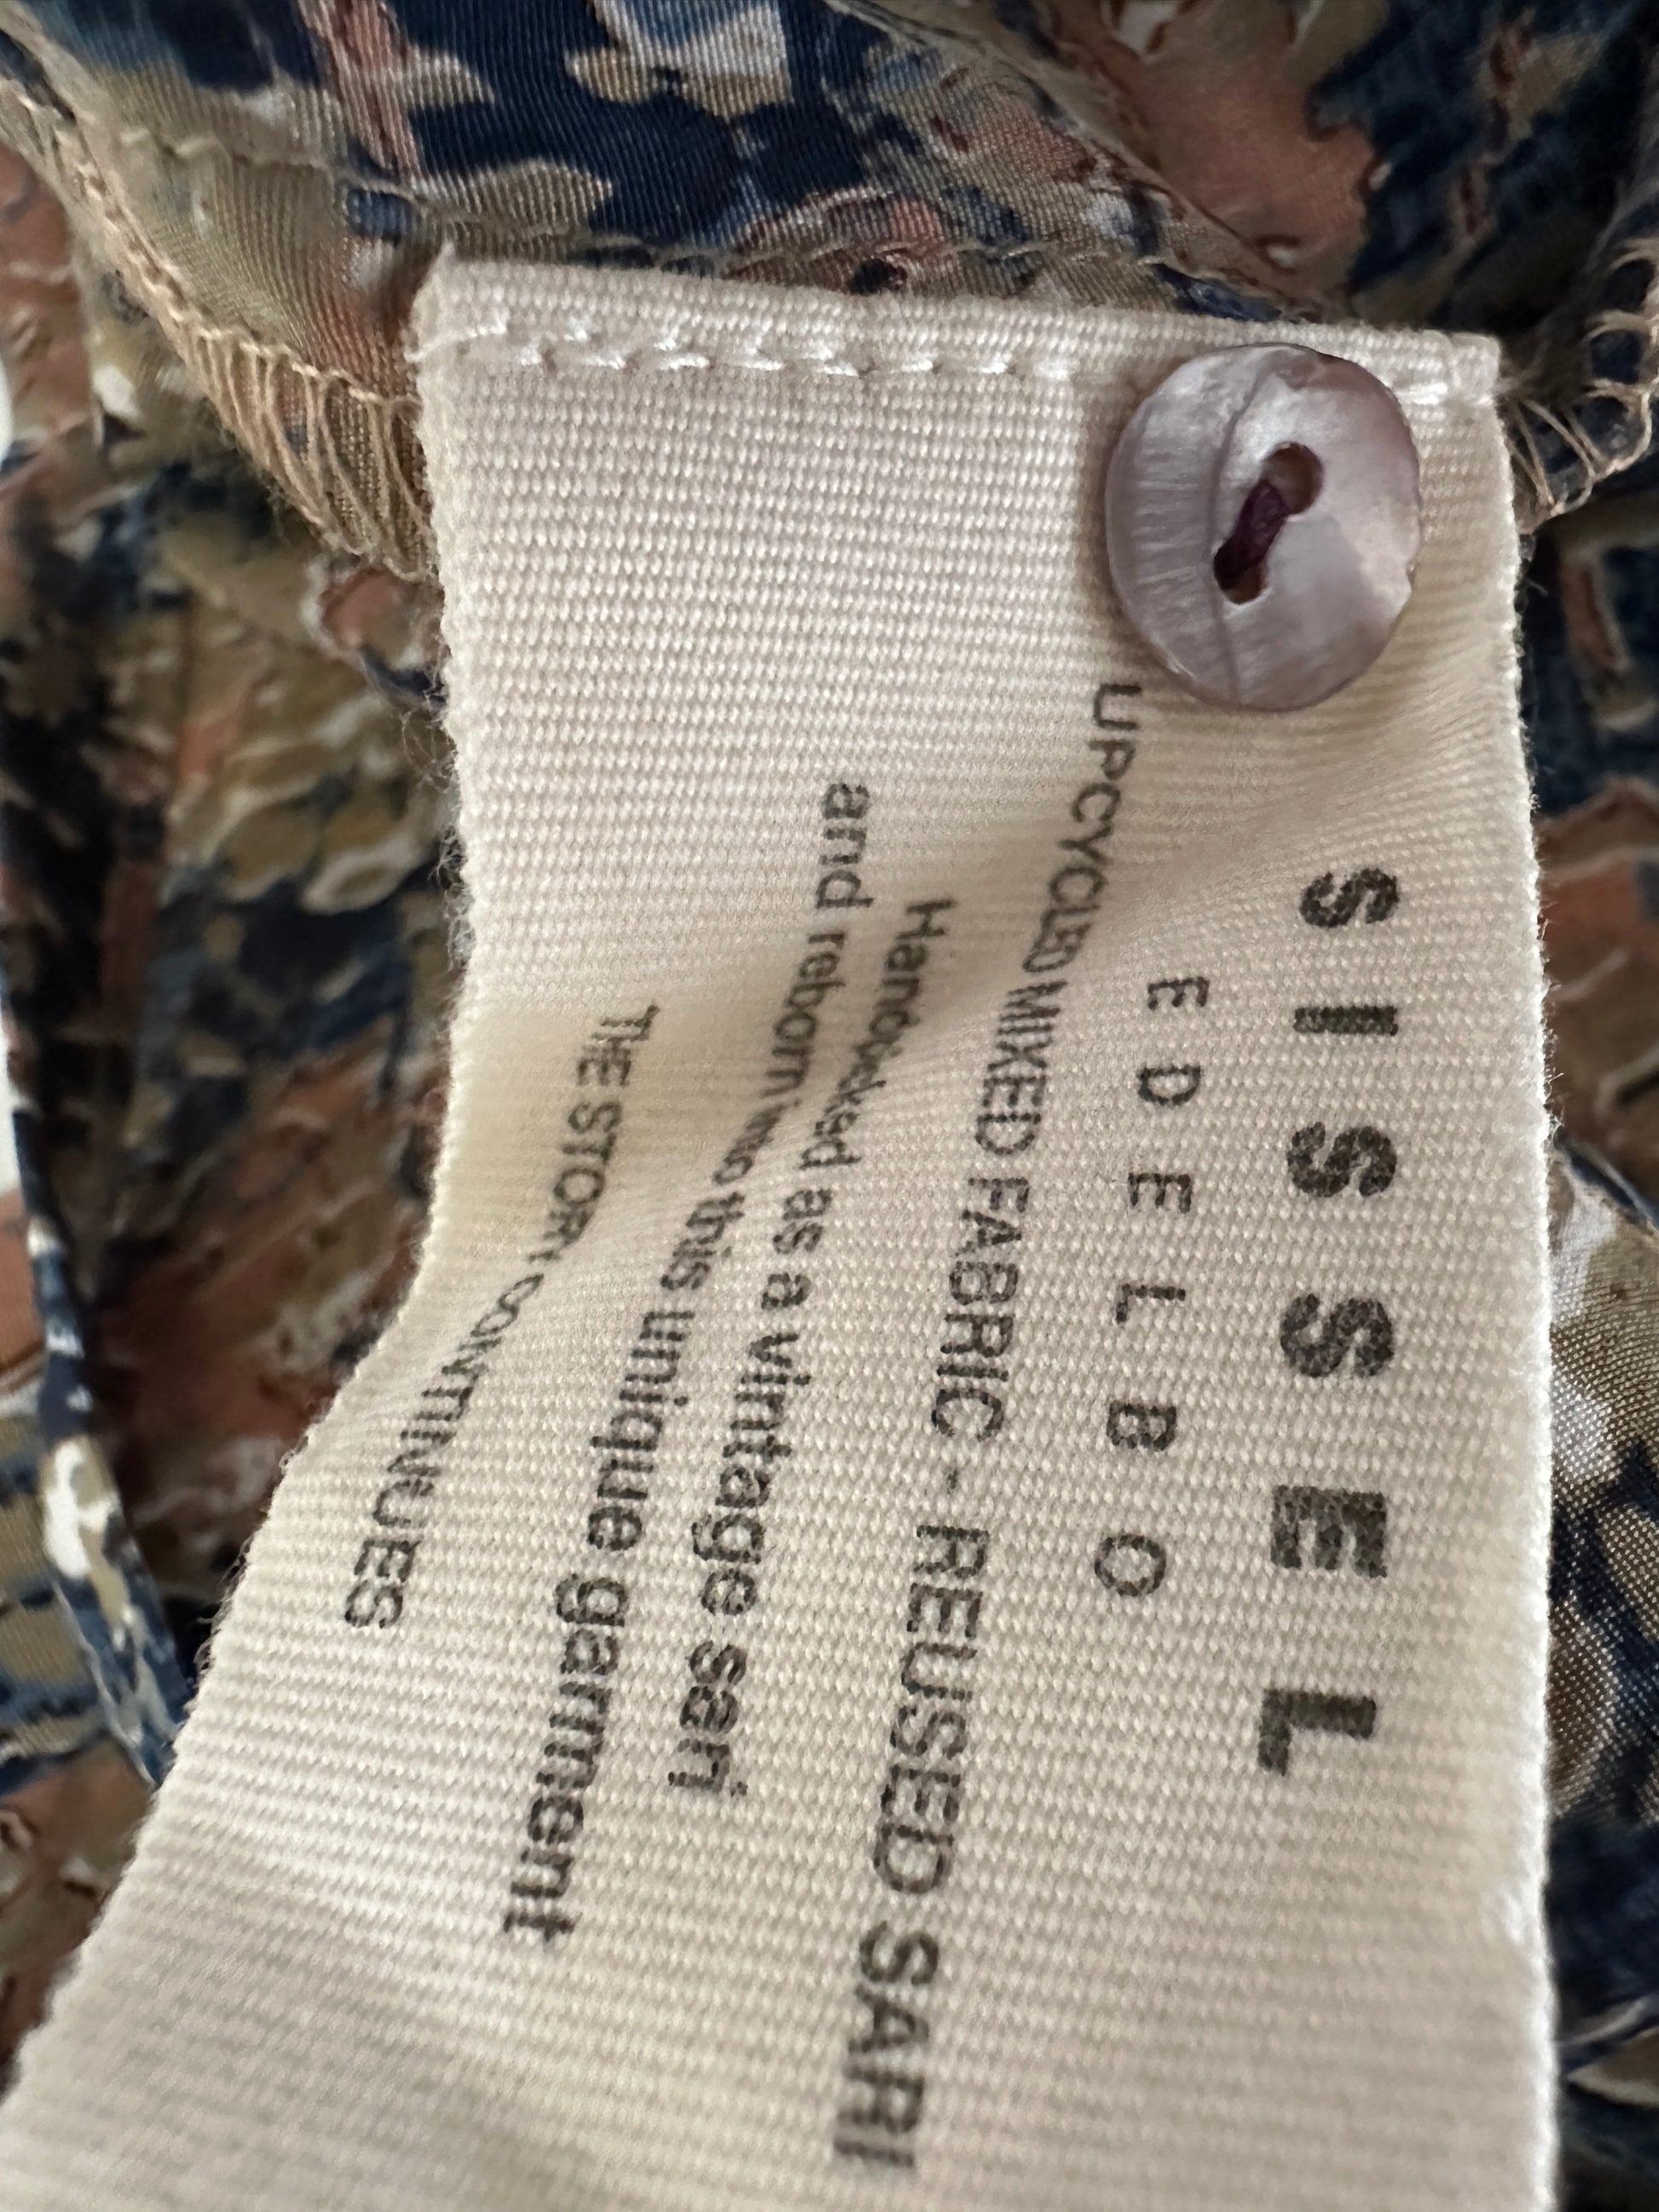 SISSEL
EDELBO
UPCYCLED MIXED FABRIC - REUSED SARI
Handpicked as a vintage sari
and reborn into this unique garment
THE STORY CONTINUES